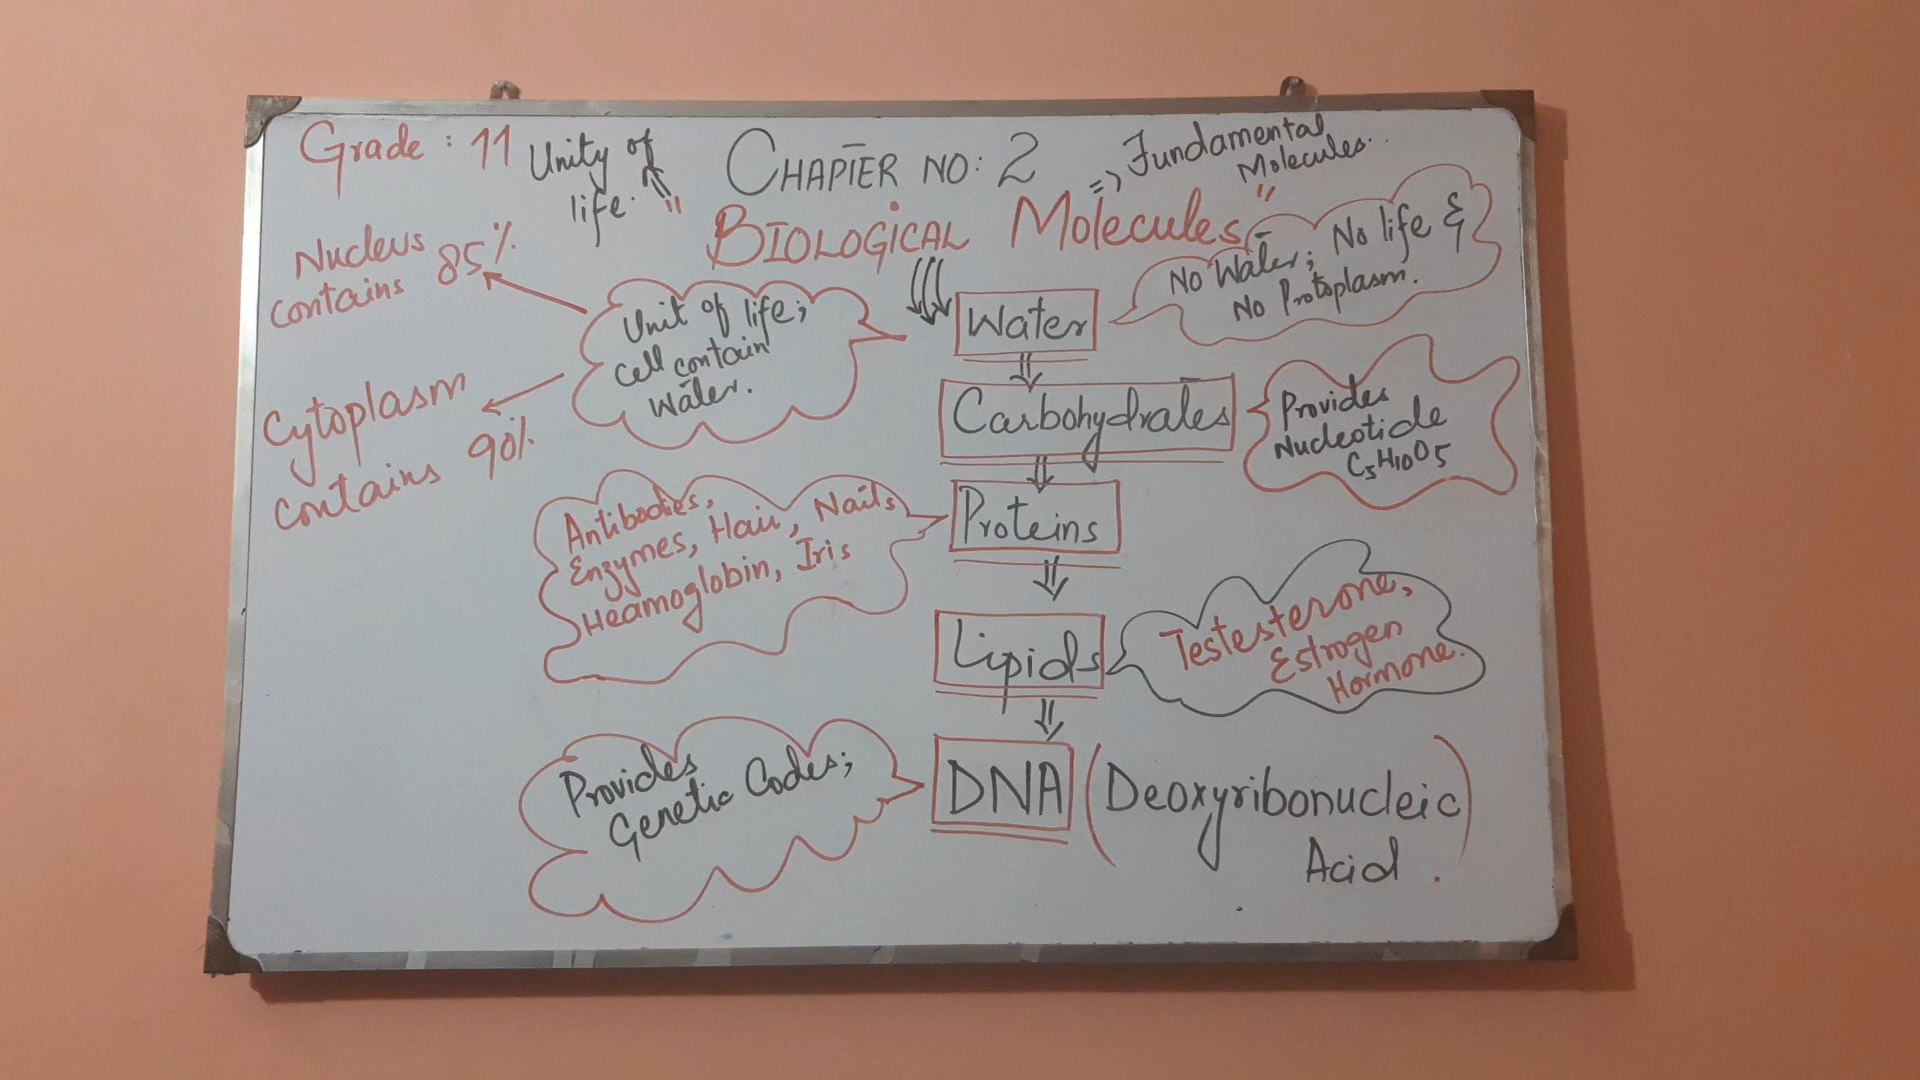 Grade: 11
Unity of
life.
CHAPTER NO: 2
=> Fundamental
Molecules..
"BIOLOGICAL Molecules"
Nucleus
contains 85%
Cytoplasm
contains 90%
Unit of life;
cell contain
Water.
Water
No Water; No life &
No Protoplasm.
Carbohydrates
Provides
Nucleotide
C5H10O5
Antibodies,
Enzymes, Hair, Nails
Heamoglobin, Iris
Proteins
Lipids
Testesterone,
Estrogen
Hormone.
Provides
Genetic Codes;
DNA (Deoxyribonucleic)
Acid.